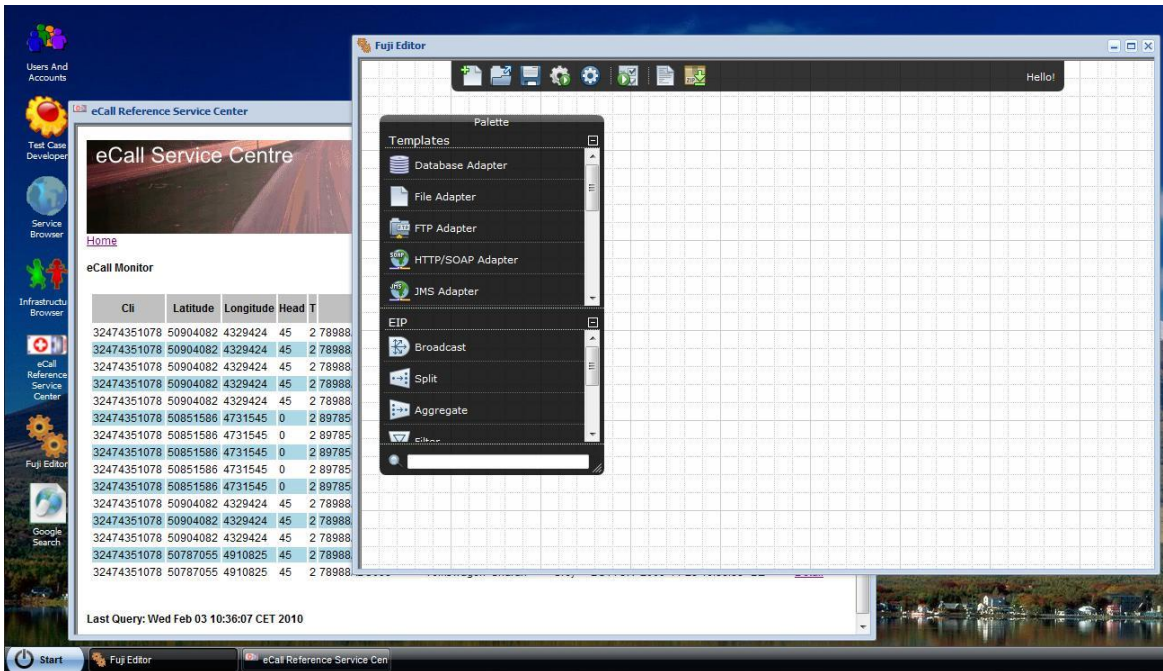 Users And
Accounts
Test Case
Developer
Service
Browser
Infrastructu
Browser
eCall
Reference
Service
Center
Fuji Editor
Google
Search
eCall Reference Service Center
eCall Service Centre
Home
eCall Monitor
Cli Latitude Longitude Head T
32474351078 50904082 4329424 45 2 78988
32474351078 50904082 4329424 45 2 78988
32474351078 50904082 4329424 45 2 78988
32474351078 50904082 4329424 45 2 78988
32474351078 50904082 4329424 45 2 78988
32474351078 50851586 4731545 0 2 89785
32474351078 50851586 4731545 0 2 89785
32474351078 50851586 4731545 0 2 89785
32474351078 50851586 4731545 0 2 89785
32474351078 50851586 4731545 0 2 89785
32474351078 50904082 4329424 45 2 78988
32474351078 50904082 4329424 45 2 78988
32474351078 50904082 4329424 45 2 78988
32474351078 50787055 4910825 45 2 78988
32474351078 50787055 4910825 45 2 78988
Last Query: Wed Feb 03 10:36:07 CET 2010
Fuji Editor
Hello!
Palette
Templates
Database Adapter
File Adapter
FTP Adapter
HTTP/SOAP Adapter
JMS Adapter
EIP
Broadcast
Split
Aggregate
Filter
Start
Fuji Editor
eCall Reference Service Cen